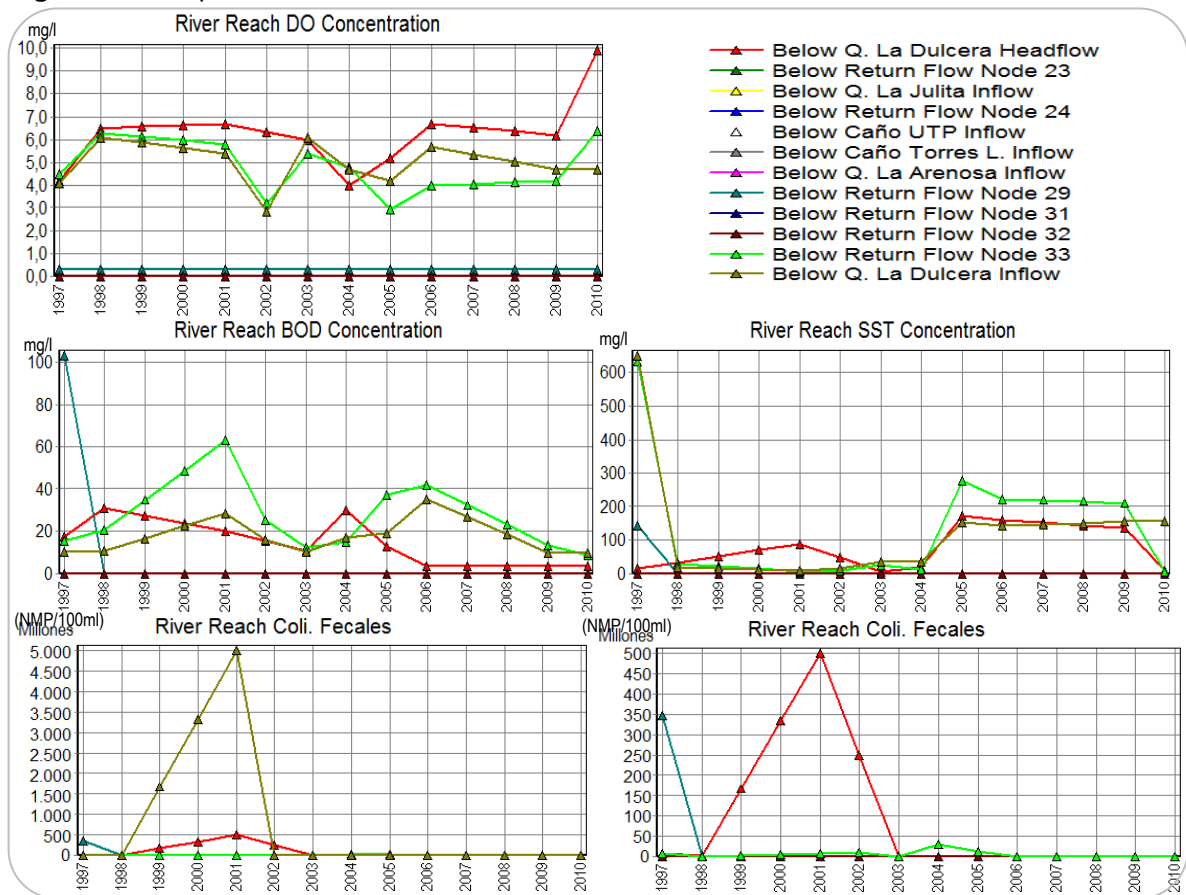 River Reach DO Concentration
mg/l
10,0
9,0
8,0
7,0
6,0
5,0
4,0
3,0
2,0
1,0
0,0
1997 1998 1999 2000 2001 2002 2003 2004 2005 2006 2007 2008 2009 2010
Below Q. La Dulcera Headflow
Below Return Flow Node 23
Below Q. La Julita Inflow
Below Return Flow Node 24
Below Caño UTP Inflow
Below Caño Torres L. Inflow
Below Q. La Arenosa Inflow
Below Return Flow Node 29
Below Return Flow Node 31
Below Return Flow Node 32
Below Return Flow Node 33
Below Q. La Dulcera Inflow
River Reach BOD Concentration
mg/l
100
80
60
40
20
0
1997 1998 1999 2000 2001 2002 2003 2004 2005 2006 2007 2008 2009 2010
River Reach SST Concentration
mg/l
600
500
400
300
200
100
0
1997 1998 1999 2000 2001 2002 2003 2004 2005 2006 2007 2008 2009 2010
River Reach Coli. Fecales
(NMP/100ml)
Millones
5.000
4.500
4.000
3.500
3.000
2.500
2.000
1.500
1.000
500
0
1997 1998 1999 2000 2001 2002 2003 2004 2005 2006 2007 2008 2009 2010
River Reach Coli. Fecales
(NMP/100ml)
Millones
500
450
400
350
300
250
200
150
100
50
0
1997 1998 1999 2000 2001 2002 2003 2004 2005 2006 2007 2008 2009 2010